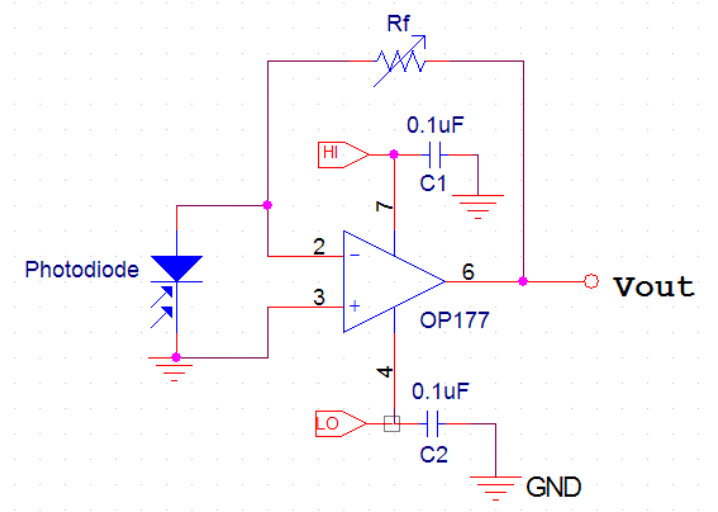 Rf
0.1uF
HI
C1
7
2
Photodiode
6
Vout
3
OP177
4
0.1uF
LO
C2
GND